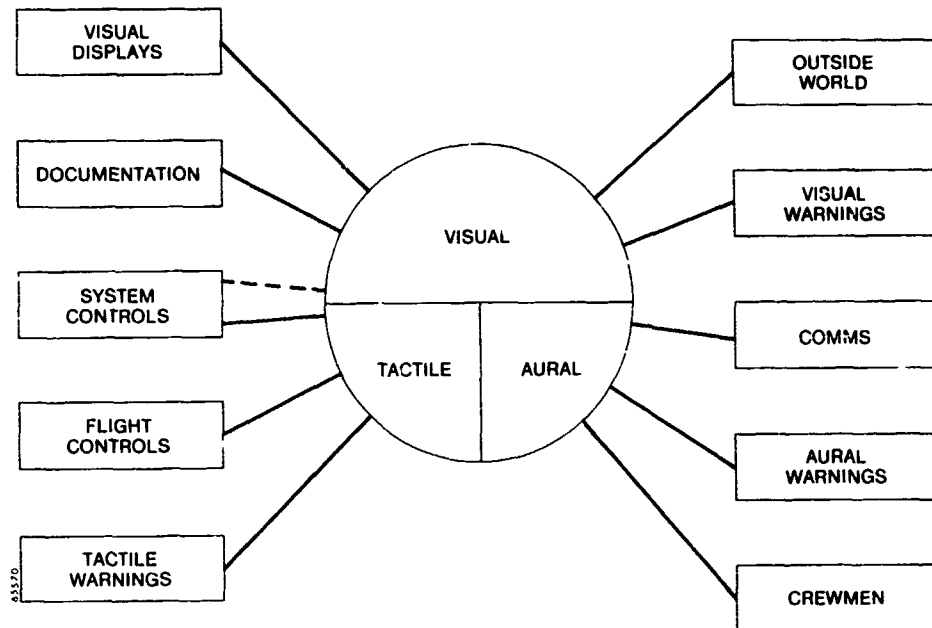 VISUAL
DISPLAYS
DOCUMENTATION
SYSTEM
CONTROLS
FLIGHT
CONTROLS
TACTILE
WARNINGS
VISUAL
TACTILE
AURAL
OUTSIDE
WORLD
VISUAL
WARNINGS
COMMS
AURAL
WARNINGS
CREWMEN
65570